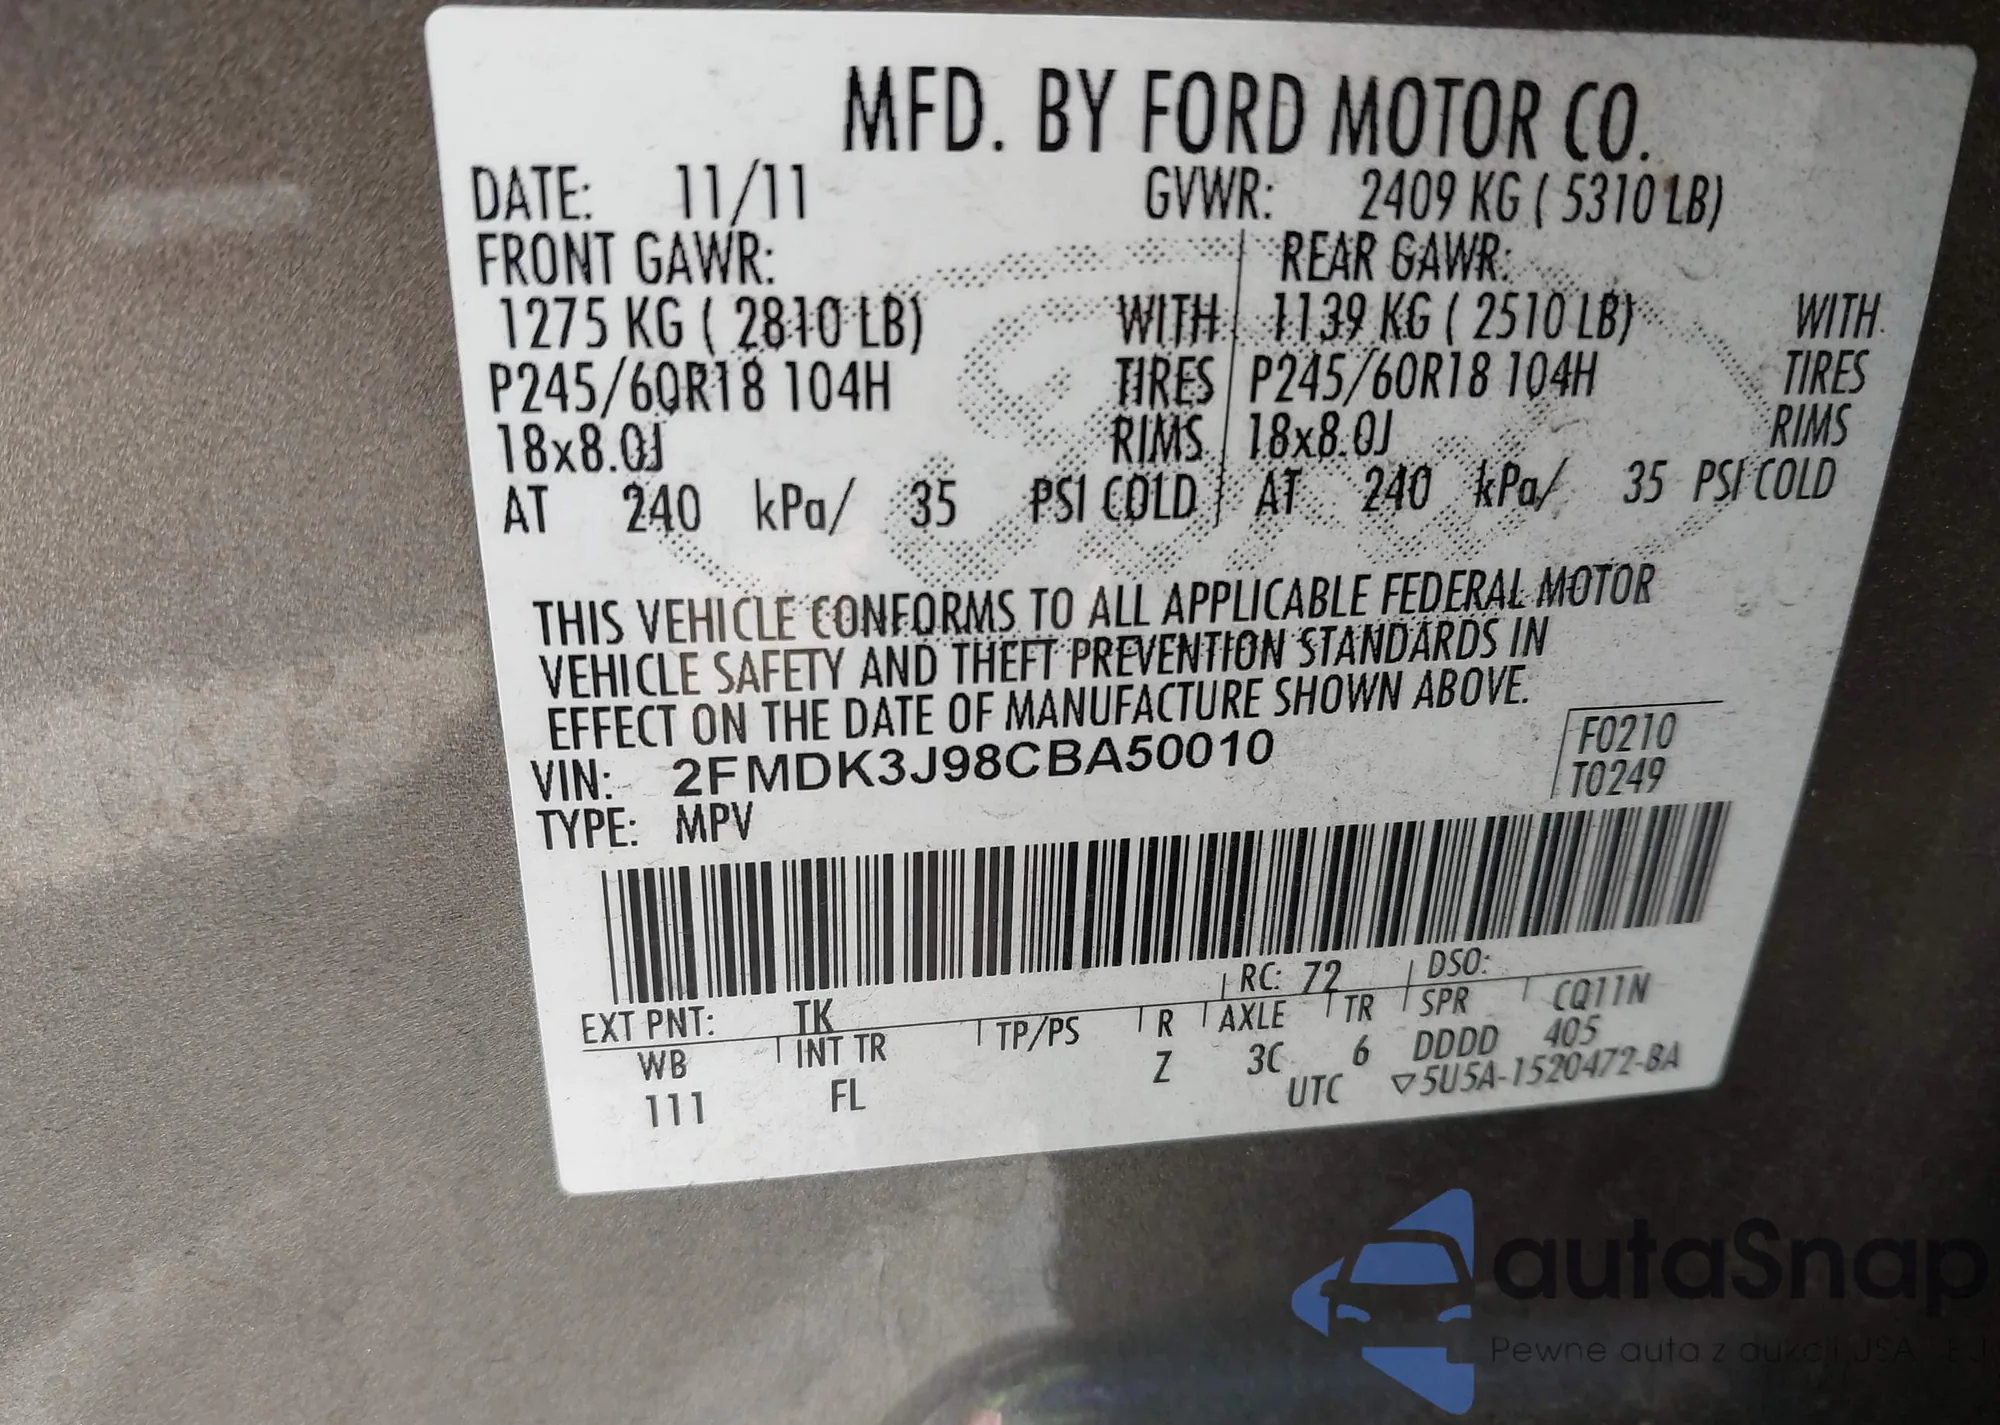 MFD. BY FORD MOTOR CO.
DATE: 11/11 GVWR: 2409 KG ( 5310 LB)
FRONT GAWR: REAR GAWR:
1275 KG ( 2810 LB) WITH 1139 KG ( 2510 LB) WITH
P245/60R18 104H TIRES P245/60R18 104H TIRES
18x8.0J RIMS 18x8.0J RIMS
AT 240 kPa/ 35 PSI COLD AT 240 kPa/ 35 PSI COLD
THIS VEHICLE CONFORMS TO ALL APPLICABLE FEDERAL MOTOR
VEHICLE SAFETY AND THEFT PREVENTION STANDARDS IN
EFFECT ON THE DATE OF MANUFACTURE SHOWN ABOVE.
VIN: 2FMDK3J98CBA50010 F0210
TYPE: MPV T0249
EXT PNT: TK RC: 72 DSO:
WB INT TR TP/PS R AXLE TR SPR CQ11N
111 FL Z 3C 6 DDDD 405
UTC ▽5U5A-1520472-BA
autaSnap
Pewne auta z aukcji USA